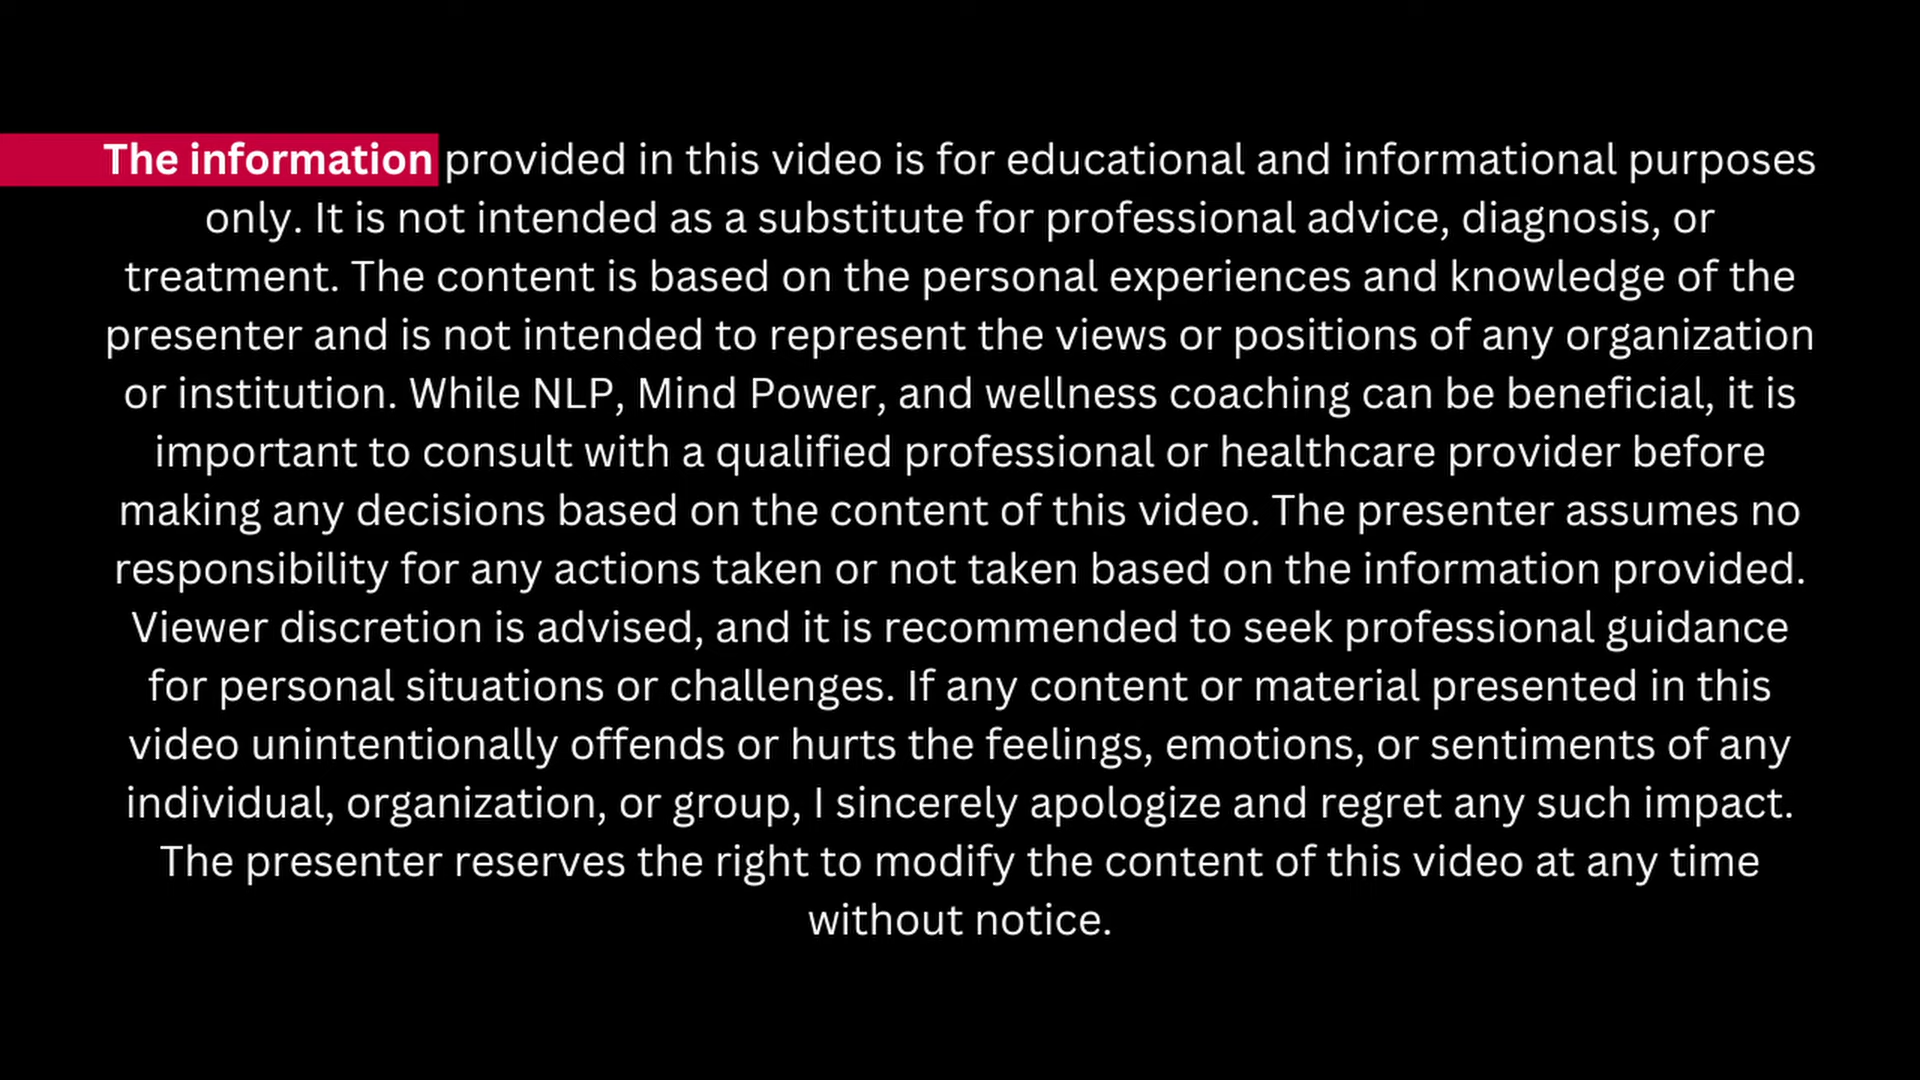 The information provided in this video is for educational and informational purposes
only. It is not intended as a substitute for professional advice, diagnosis, or
treatment. The content is based on the personal experiences and knowledge of the
presenter and is not intended to represent the views or positions of any organization
or institution. While NLP, Mind Power, and wellness coaching can be beneficial, it is
important to consult with a qualified professional or healthcare provider before
making any decisions based on the content of this video. The presenter assumes no
responsibility for any actions taken or not taken based on the information provided.
Viewer discretion is advised, and it is recommended to seek professional guidance
for personal situations or challenges. If any content or material presented in this
video unintentionally offends or hurts the feelings, emotions, or sentiments of any
individual, organization, or group, I sincerely apologize and regret any such impact.
The presenter reserves the right to modify the content of this video at any time
without notice.